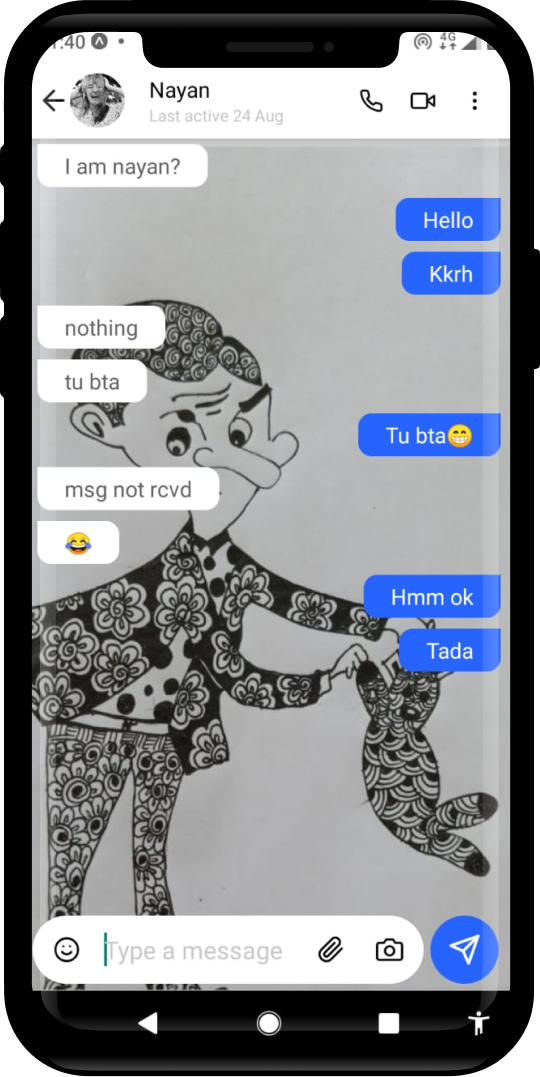 :40
4G
Nayan
Last active 24 Aug
I am nayan?
Hello
Kkrh
nothing
tu bta
Tu bta😁
msg not rcvd
😂
Hmm ok
Tada
Type a message